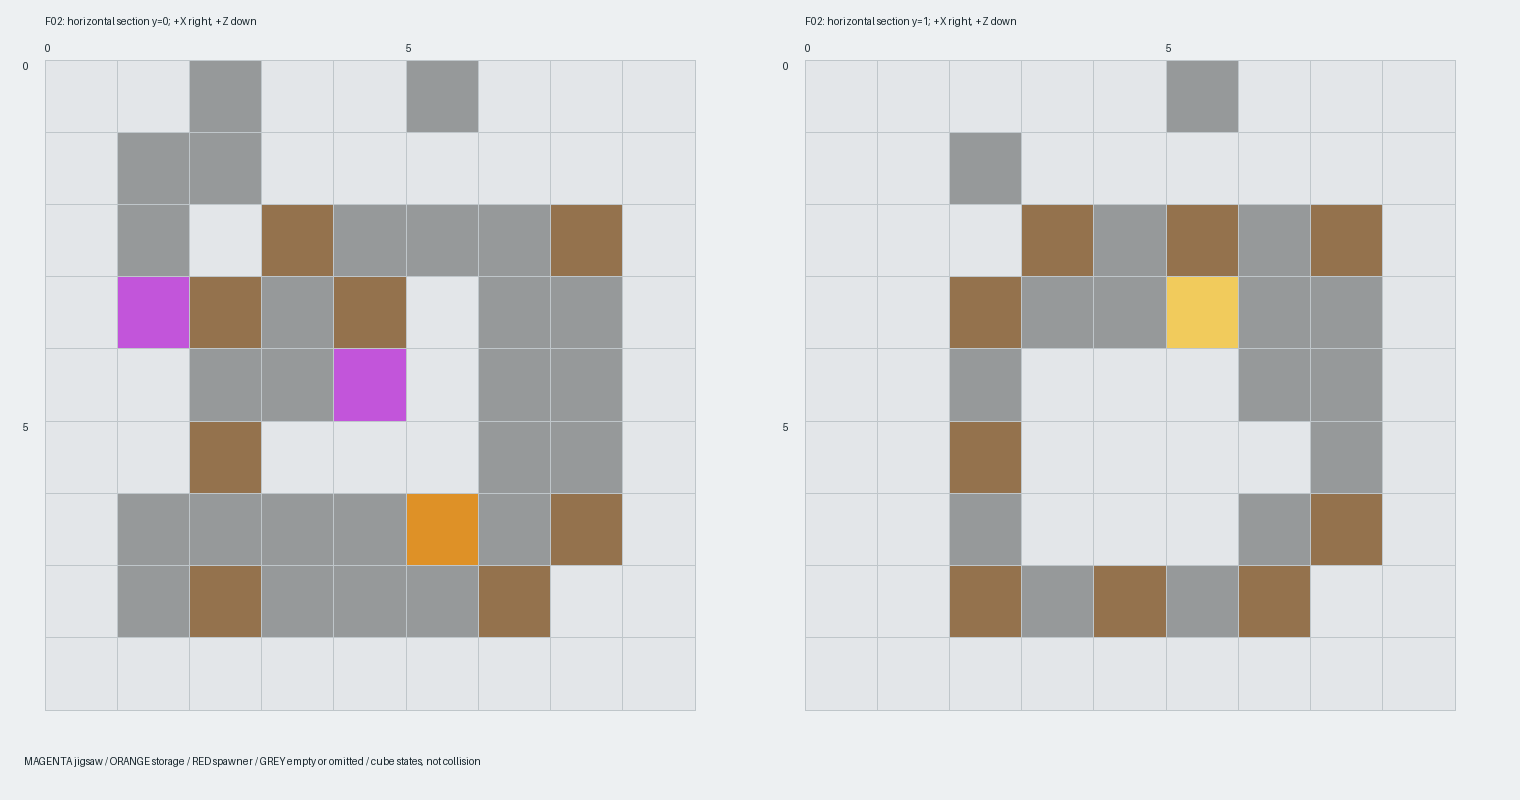 F02: horizontal section y=0; +X right, +Z down
F02: horizontal section y=1; +X right, +Z down
0 5
0 5
0
0
5
5
MAGENTA jigsaw / ORANGE storage / RED spawner / GREY empty or omitted / cube states, not collision